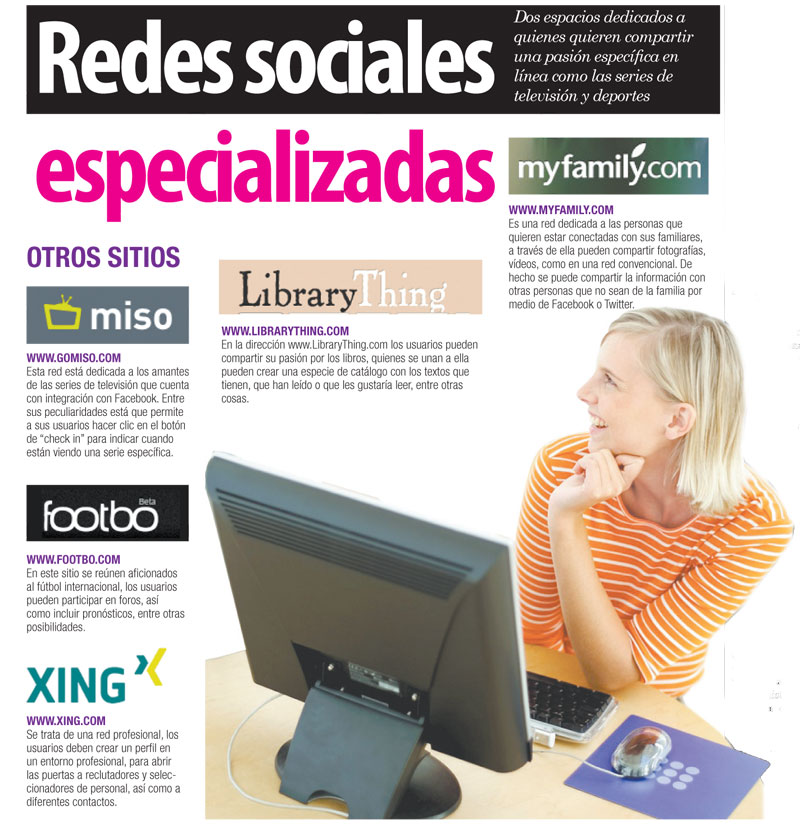 Redes sociales
especializadas
Dos espacios dedicados a
quienes quieren compartir
una pasión específica en
línea como las series de
televisión y deportes
myfamily.com
WWW.MYFAMILY.COM
Es una red dedicada a las personas que
quieren estar conectadas con sus familiares,
a través de ella pueden compartir fotografías,
videos, como en una red convencional. De
hecho se puede compartir la información con
otras personas que no sean de la familia por
medio de Facebook o Twitter.
OTROS SITIOS
miso
WWW.GOMISO.COM
Esta red está dedicada a los amantes
de las series de televisión que cuenta
con integración con Facebook. Entre
sus peculiaridades está que permite
a sus usuarios hacer clic en el botón
de “check in” para indicar cuando
están viendo una serie específica.
LibraryThing
WWW.LIBRARYTHING.COM
En la dirección www.LibraryThing.com los usuarios pueden
compartir su pasión por los libros, quienes se unan a ella
pueden crear una especie de catálogo con los textos que
tienen, que han leído o que les gustaría leer, entre otras
cosas.
footbo
Beta
WWW.FOOTBO.COM
En este sitio se reúnen aficionados
al fútbol internacional, los usuarios
pueden participar en foros, así
como incluir pronósticos, entre otras
posibilidades.
XING
WWW.XING.COM
Se trata de una red profesional, los
usuarios deben crear un perfil en
un entorno profesional, para abrir
las puertas a reclutadores y selec-
cionadores de personal, así como a
diferentes contactos.